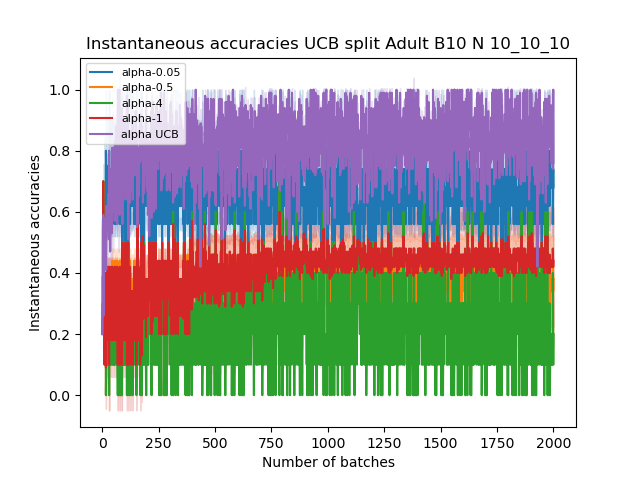 Instantaneous accuracies UCB split Adult B10 N 10_10_10
alpha-0.05
alpha-0.5
alpha-4
alpha-1
alpha UCB
1.0
0.8
0.6
0.4
0.2
0.0
Instantaneous accuracies
0 250 500 750 1000 1250 1500 1750 2000
Number of batches